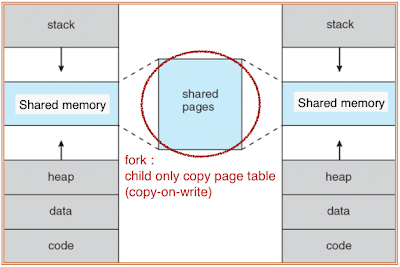 stack
Shared memory
heap
data
code
shared
pages
fork :
child only copy page table
(copy-on-write)
stack
Shared memory
heap
data
code